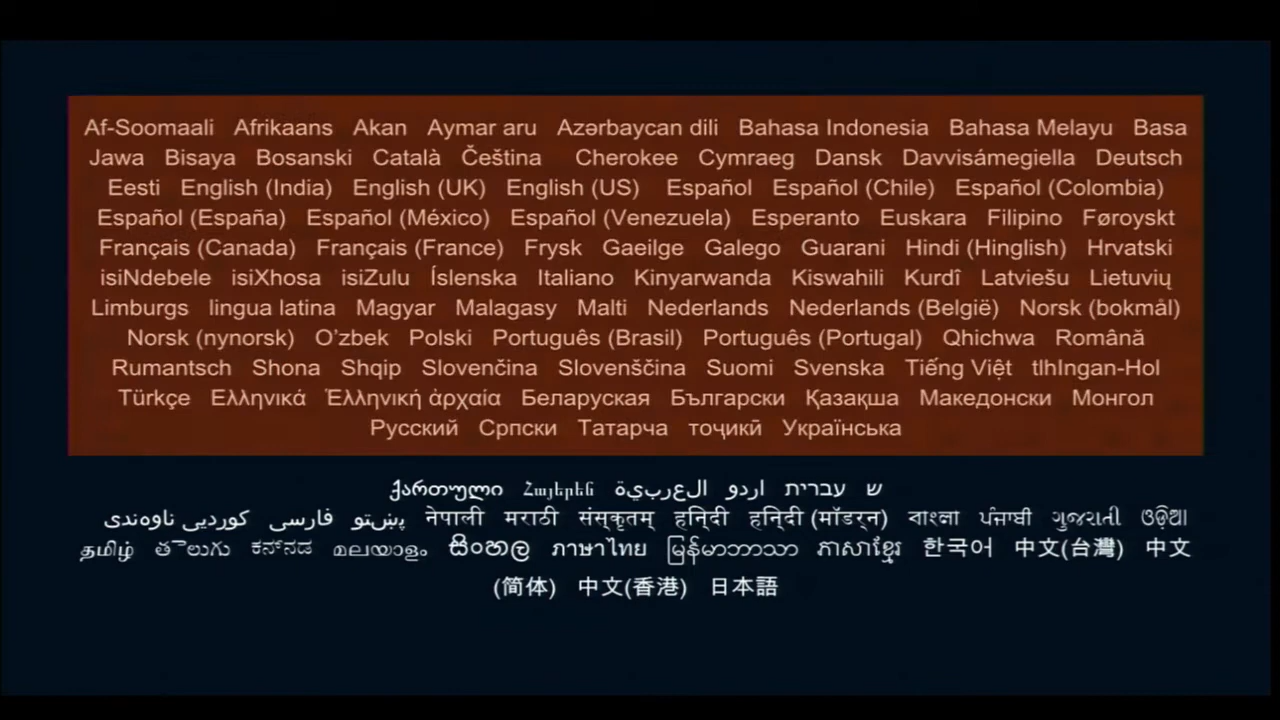 Af-Soomaali Afrikaans Akan Aymar aru Azərbaycan dili Bahasa Indonesia Bahasa Melayu Basa
Jawa Bisaya Bosanski Català Čeština Cherokee Cymraeg Dansk Davvisámegiella Deutsch
Eesti English (India) English (UK) English (US) Español Español (Chile) Español (Colombia)
Español (España) Español (México) Español (Venezuela) Esperanto Euskara Filipino Føroyskt
Français (Canada) Français (France) Frysk Gaeilge Galego Guarani Hindi (Hinglish) Hrvatski
isiNdebele isiXhosa isiZulu Íslenska Italiano Kinyarwanda Kiswahili Kurdî Latviešu Lietuvių
Limburgs lingua latina Magyar Malagasy Malti Nederlands Nederlands (België) Norsk (bokmål)
Norsk (nynorsk) O’zbek Polski Português (Brasil) Português (Portugal) Qhichwa Română
Rumantsch Shona Shqip Slovenčina Slovenščina Suomi Svenska Tiếng Việt tlhIngan-Hol
Türkçe Ελληνικά Ἑλληνική ἀρχαία Беларуская Български Қазақша Македонски Монгол
Русский Српски Татарча тоҷикӣ Українська
ქართული Հայերեն العربية اردو עברית ש
کوردیی ناوەندی فارسی پښتو नेपाली मराठी संस्कृतम् हिन्दी हिन्दी (मॉडर्न) বাংলা ਪੰਜਾਬੀ ગુજરાતી ଓଡ଼ିଆ
தமிழ் తెలుగు ಕನ್ನಡ മലയാളം සිංහල ภาษาไทย မြန်မာဘာသာ ភាសាខ្មែរ 한국어 中文(台灣) 中文
(简体) 中文(香港) 日本語